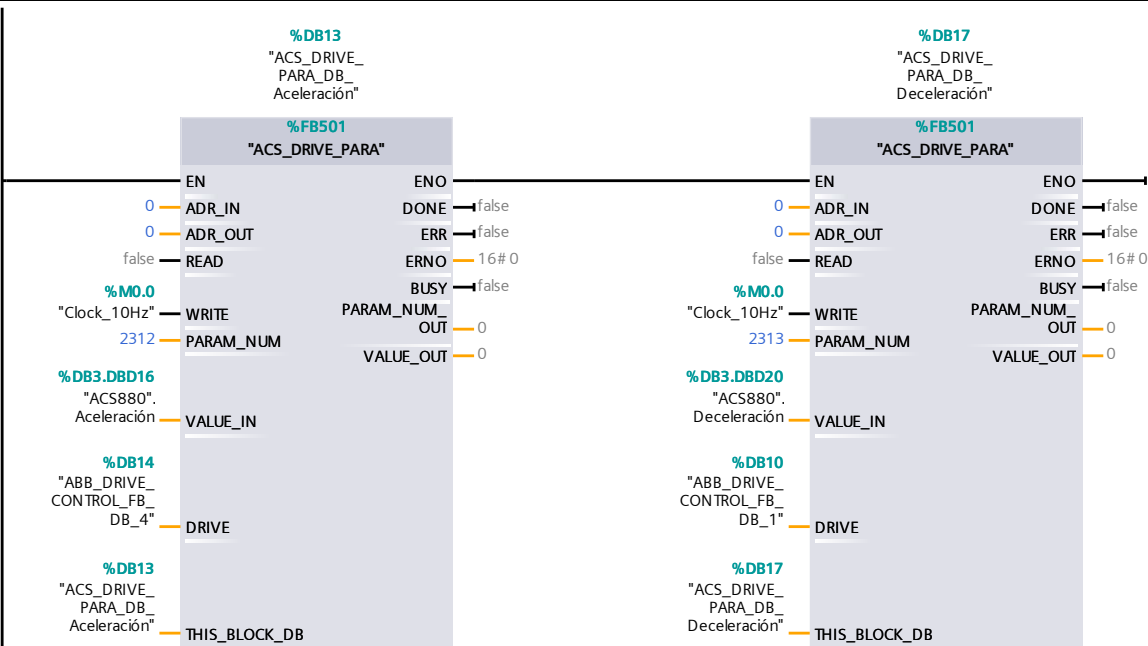 %DB13
"ACS_DRIVE_
PARA_DB_
Aceleración"
%FB501
"ACS_DRIVE_PARA"
EN
ENO
0
ADR_IN
DONE
false
0
ADR_OUT
ERR
false
false
READ
ERNO
16#0
BUSY
false
%M0.0
"Clock_10Hz"
WRITE
PARAM_NUM_
OUT
0
2312
PARAM_NUM
VALUE_OUT
0
%DB3.DBD16
"ACS880".
Aceleración
VALUE_IN
%DB14
"ABB_DRIVE_
CONTROL_FB_
DB_4"
DRIVE
%DB13
"ACS_DRIVE_
PARA_DB_
Aceleración"
THIS_BLOCK_DB
%DB17
"ACS_DRIVE_
PARA_DB_
Deceleración"
%FB501
"ACS_DRIVE_PARA"
EN
ENO
0
ADR_IN
DONE
false
0
ADR_OUT
ERR
false
false
READ
ERNO
16#0
BUSY
false
%M0.0
"Clock_10Hz"
WRITE
PARAM_NUM_
OUT
0
2313
PARAM_NUM
VALUE_OUT
0
%DB3.DBD20
"ACS880".
Deceleración
VALUE_IN
%DB10
"ABB_DRIVE_
CONTROL_FB_
DB_1"
DRIVE
%DB17
"ACS_DRIVE_
PARA_DB_
Deceleración"
THIS_BLOCK_DB